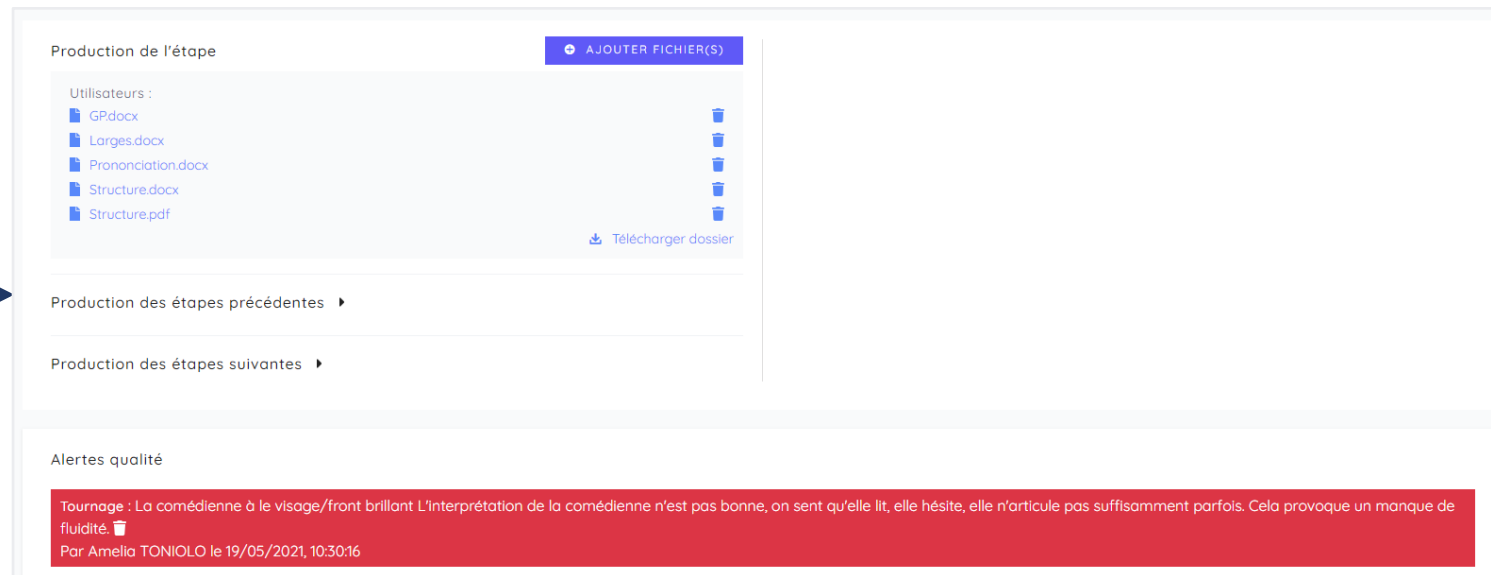 Production de l'étape
AJOUTER FICHIER(S)
Utilisateurs :
GP.docx
Larges.docx
Prononciation.docx
Structure.docx
Structure.pdf
Télécharger dossier
Production des étapes précédentes
Production des étapes suivantes
Alertes qualité
Tournage : La comédienne à le visage/front brillant L'interprétation de la comédienne n'est pas bonne, on sent qu'elle lit, elle hésite, elle n'articule pas suffisamment parfois. Cela provoque un manque de
fluidité.
Par Amelia TONIOLO le 19/05/2021, 10:30:16